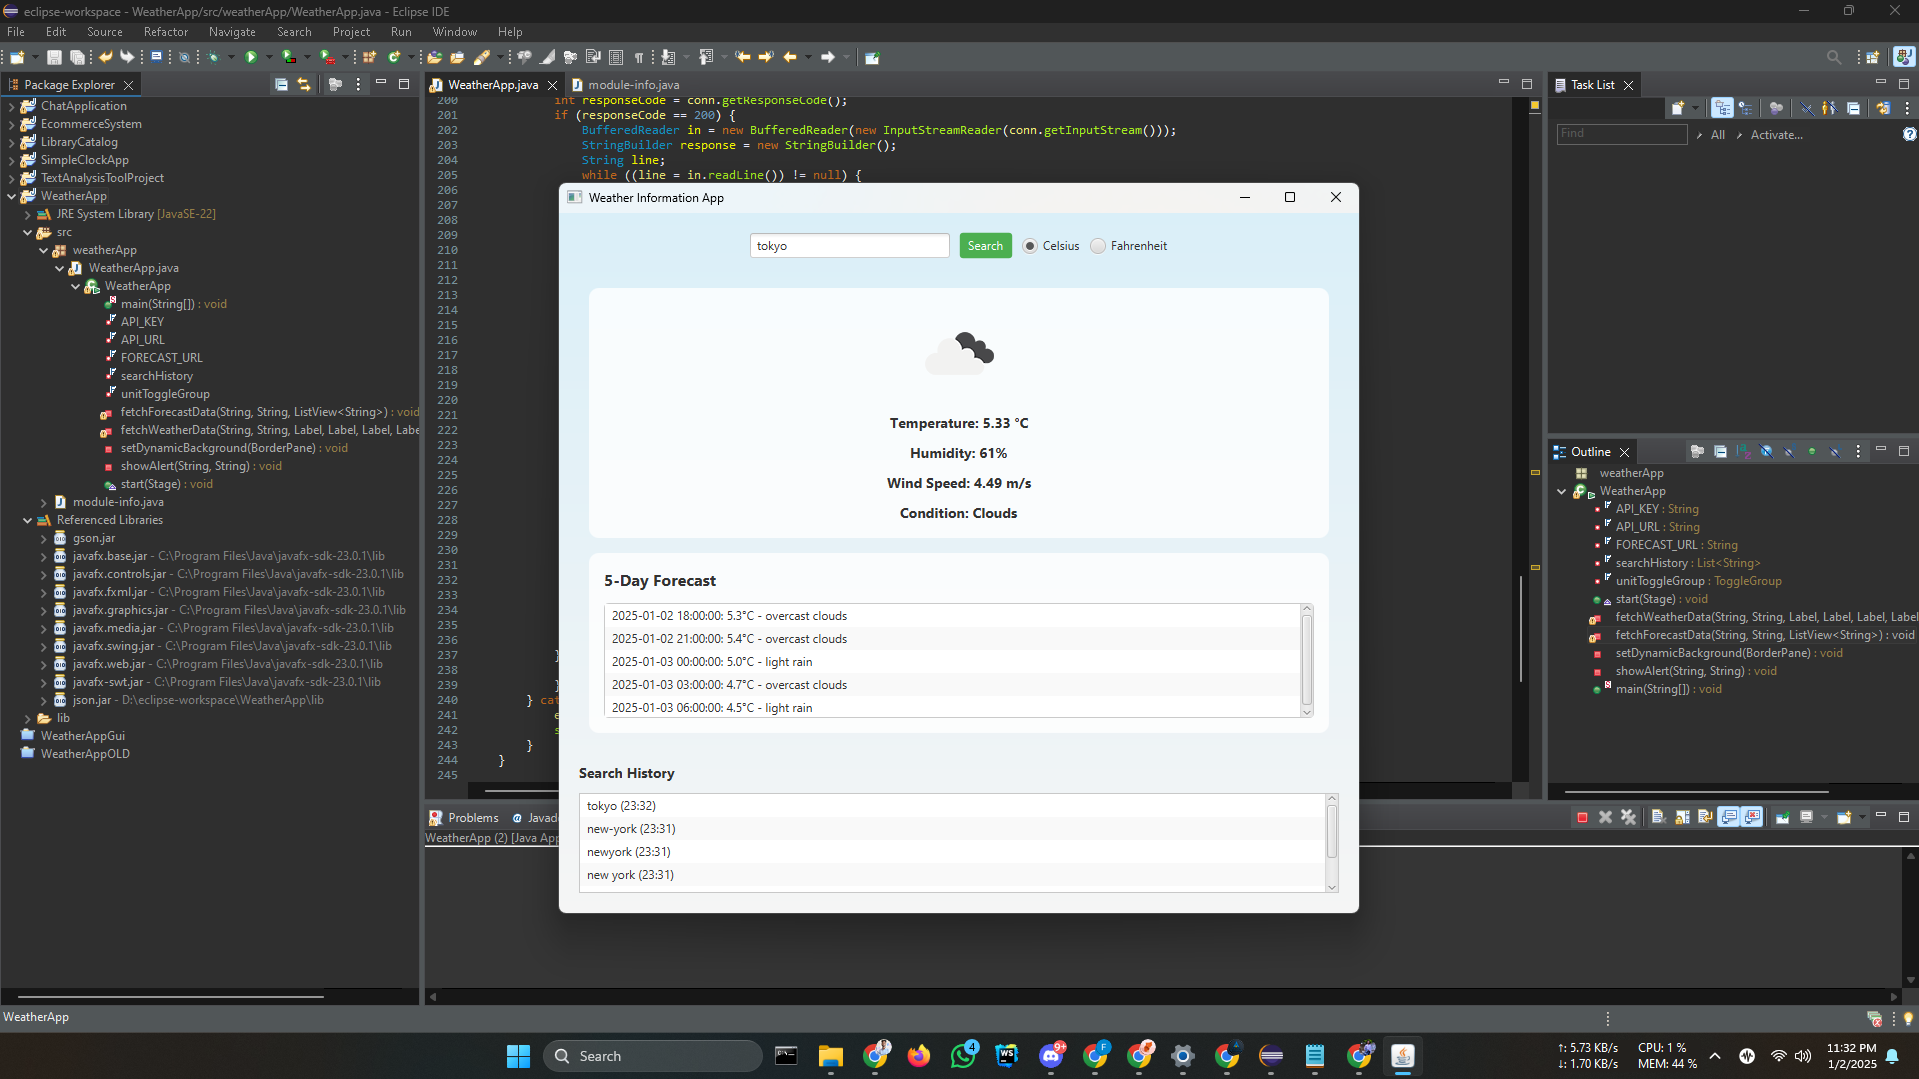 eclipse-workspace - WeatherApp/src/weatherApp/WeatherApp.java - Eclipse IDE
File Edit Source Refactor Navigate Search Project Run Window Help
Package Explorer
ChatApplication
EcommerceSystem
LibraryCatalog
SimpleClockApp
TextAnalysisToolProject
WeatherApp
JRE System Library [JavaSE-22]
src
weatherApp
WeatherApp.java
WeatherApp
main(String[]) : void
API_KEY
API_URL
FORECAST_URL
searchHistory
unitToggleGroup
fetchForecastData(String, String, ListView<String>) : void
fetchWeatherData(String, String, Label, Label, Label, Labe
setDynamicBackground(BorderPane) : void
showAlert(String, String) : void
start(Stage) : void
module-info.java
Referenced Libraries
gson.jar
javafx.base.jar - C:\Program Files\Java\javafx-sdk-23.0.1\lib
javafx.controls.jar - C:\Program Files\Java\javafx-sdk-23.0.1\lib
javafx.fxml.jar - C:\Program Files\Java\javafx-sdk-23.0.1\lib
javafx.graphics.jar - C:\Program Files\Java\javafx-sdk-23.0.1\lib
javafx.media.jar - C:\Program Files\Java\javafx-sdk-23.0.1\lib
javafx.swing.jar - C:\Program Files\Java\javafx-sdk-23.0.1\lib
javafx.web.jar - C:\Program Files\Java\javafx-sdk-23.0.1\lib
javafx-swt.jar - C:\Program Files\Java\javafx-sdk-23.0.1\lib
json.jar - D:\eclipse-workspace\WeatherApp\lib
lib
WeatherAppGui
WeatherAppOLD
WeatherApp.java module-info.java
200 int responseCode = conn.getResponseCode();
201 if (responseCode == 200) {
202 BufferedReader in = new BufferedReader(new InputStreamReader(conn.getInputStream()));
203 StringBuilder response = new StringBuilder();
204 String line;
205 while ((line = in.readLine()) != null) {
206
207
208
209
210
211
212
213
214
215
216
217
218
219
220
221
222
223
224
225
226
227
228
229
230
231
232
233
234
235
236
237 }
238
239 }
240 } cat
241 e
242 s
243 }
244 }
245
Weather Information App
tokyo Search Celsius Fahrenheit
Temperature: 5.33 °C
Humidity: 61%
Wind Speed: 4.49 m/s
Condition: Clouds
5-Day Forecast
2025-01-02 18:00:00: 5.3°C - overcast clouds
2025-01-02 21:00:00: 5.4°C - overcast clouds
2025-01-03 00:00:00: 5.0°C - light rain
2025-01-03 03:00:00: 4.7°C - overcast clouds
2025-01-03 06:00:00: 4.5°C - light rain
Search History
tokyo (23:32)
new-york (23:31)
newyork (23:31)
new york (23:31)
Problems @ Javado
WeatherApp (2) [Java App
Task List
Find All Activate...
Outline
weatherApp
WeatherApp
API_KEY : String
API_URL : String
FORECAST_URL : String
searchHistory : List<String>
unitToggleGroup : ToggleGroup
start(Stage) : void
fetchWeatherData(String, String, Label, Label, Label, Label
fetchForecastData(String, String, ListView<String>) : void
setDynamicBackground(BorderPane) : void
showAlert(String, String) : void
main(String[]) : void
WeatherApp
Search
4
WS
9+
F
↑: 5.73 KB/s CPU: 1 % 11:32 PM
↓: 1.70 KB/s MEM: 44 % 1/2/2025